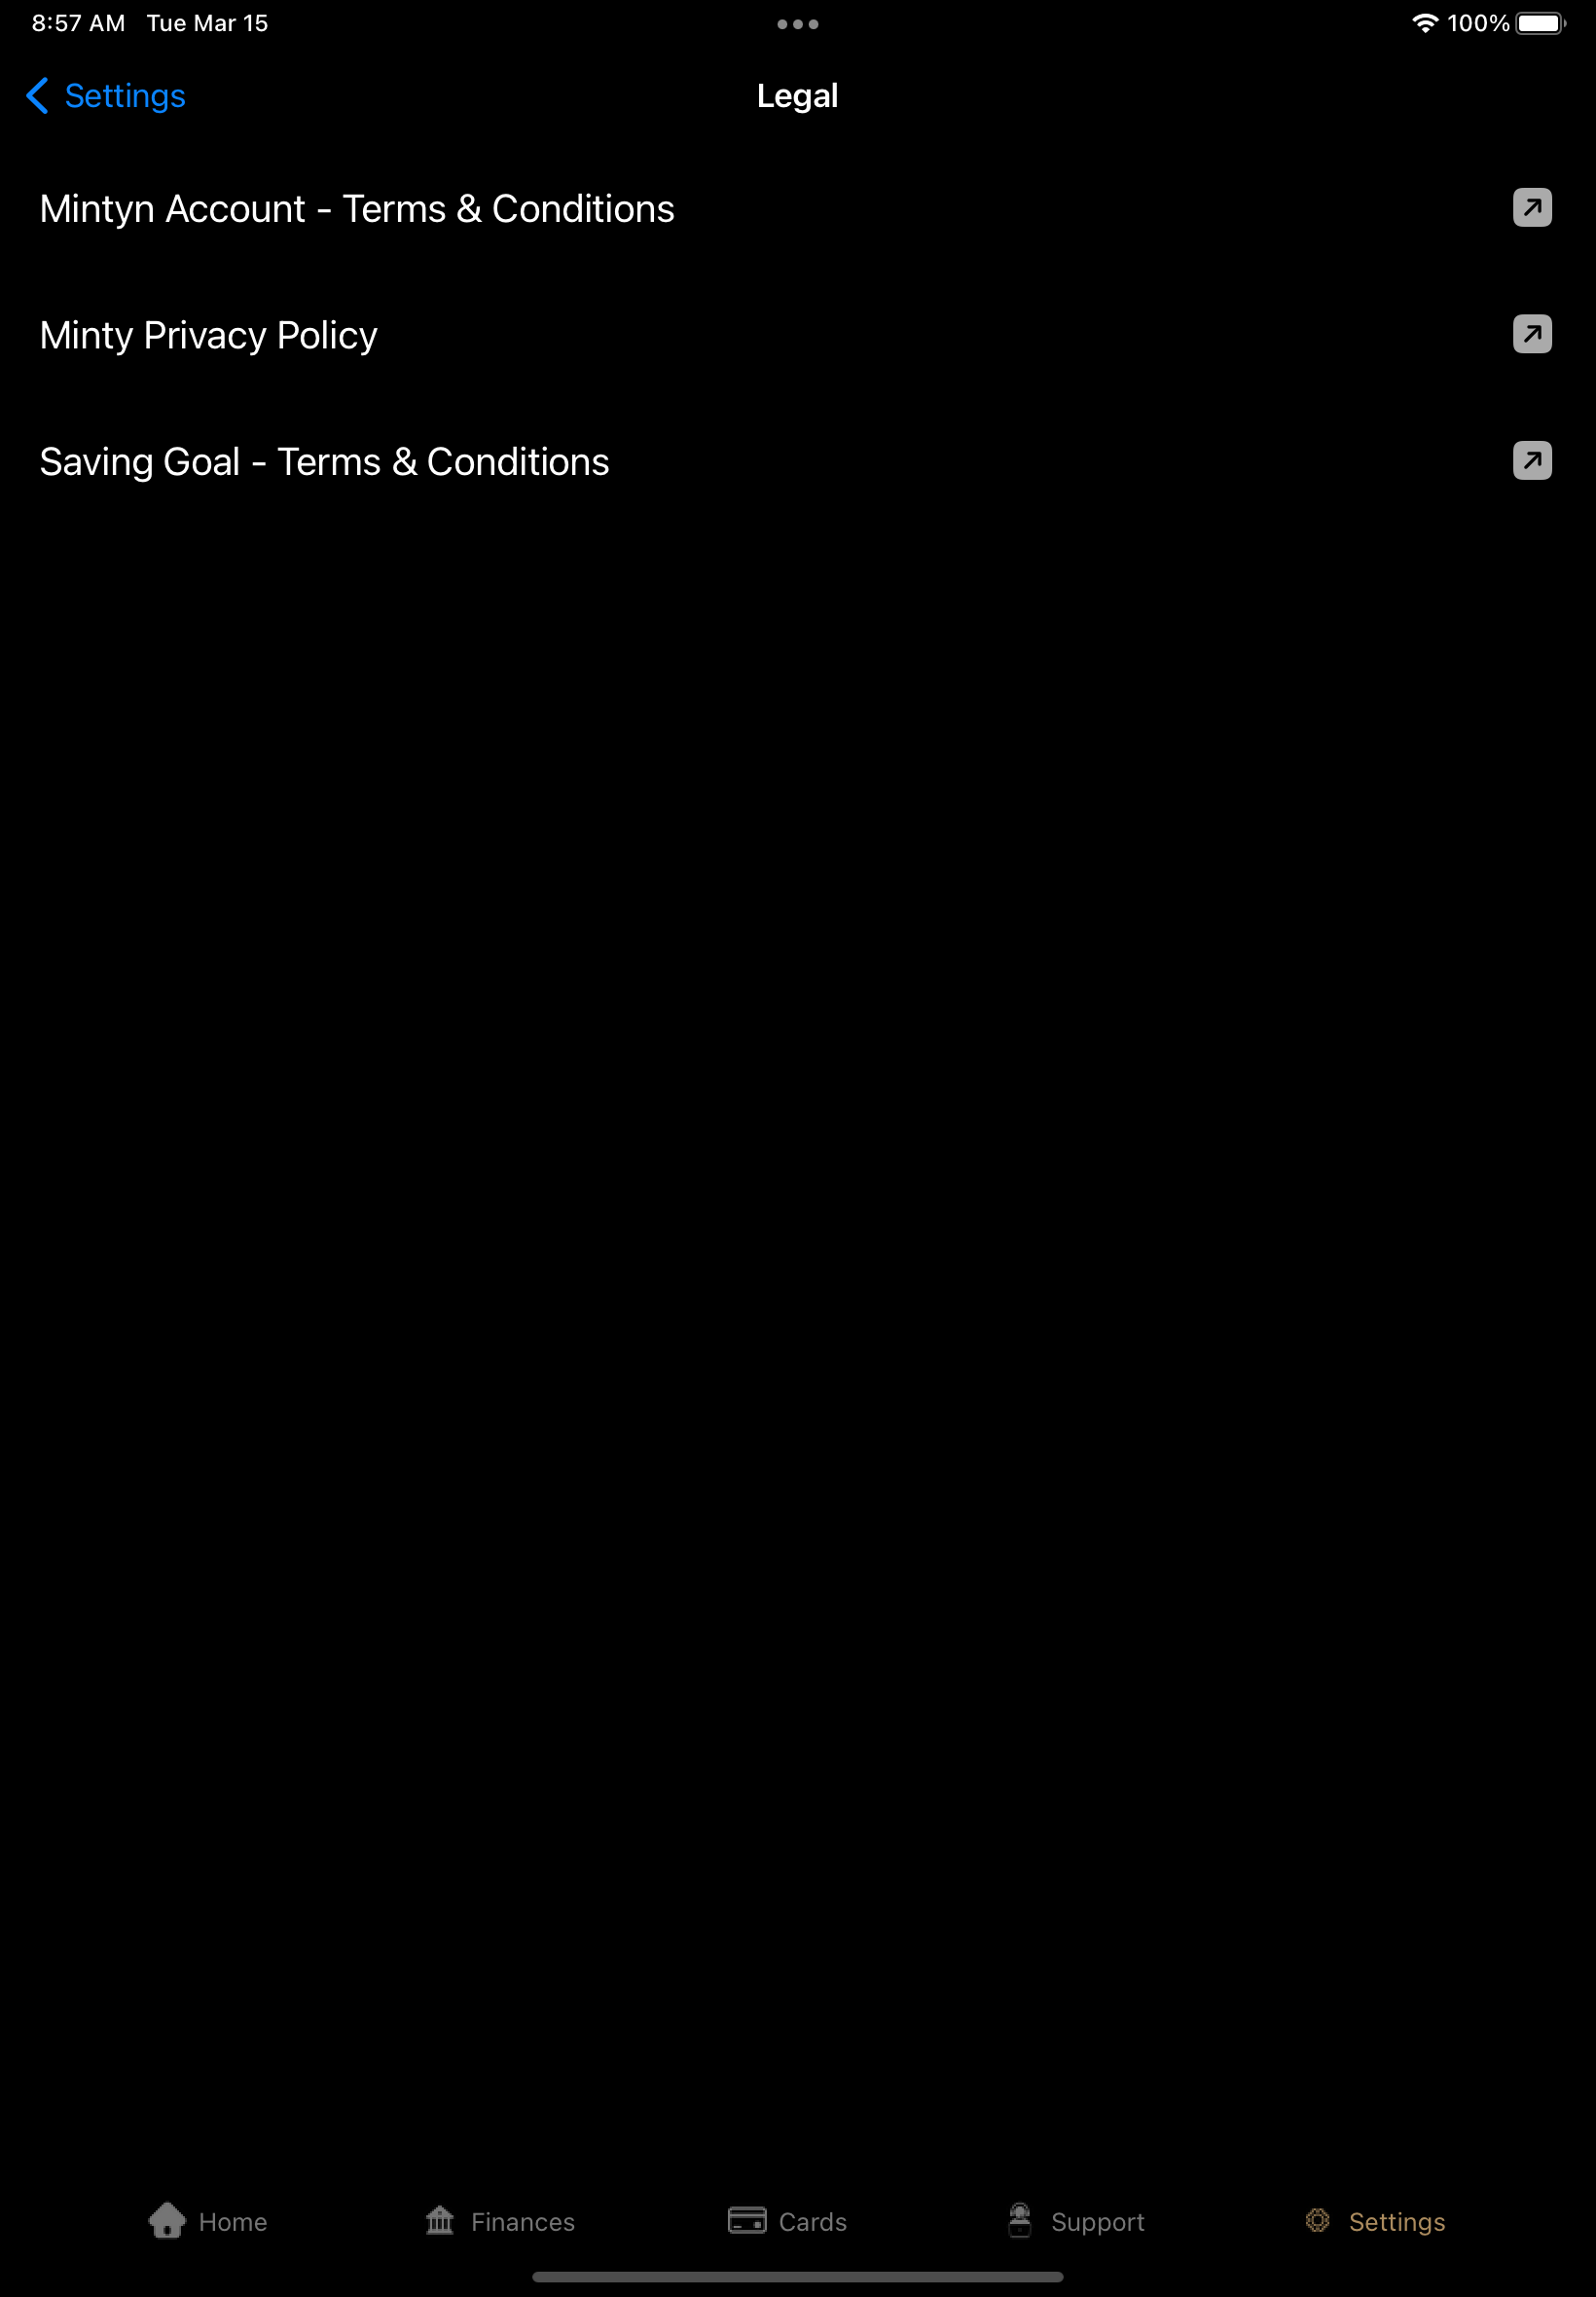 8:57 AM Tue Mar 15 100%
Settings Legal
Mintyn Account - Terms & Conditions
Minty Privacy Policy
Saving Goal - Terms & Conditions
Home Finances Cards Support Settings